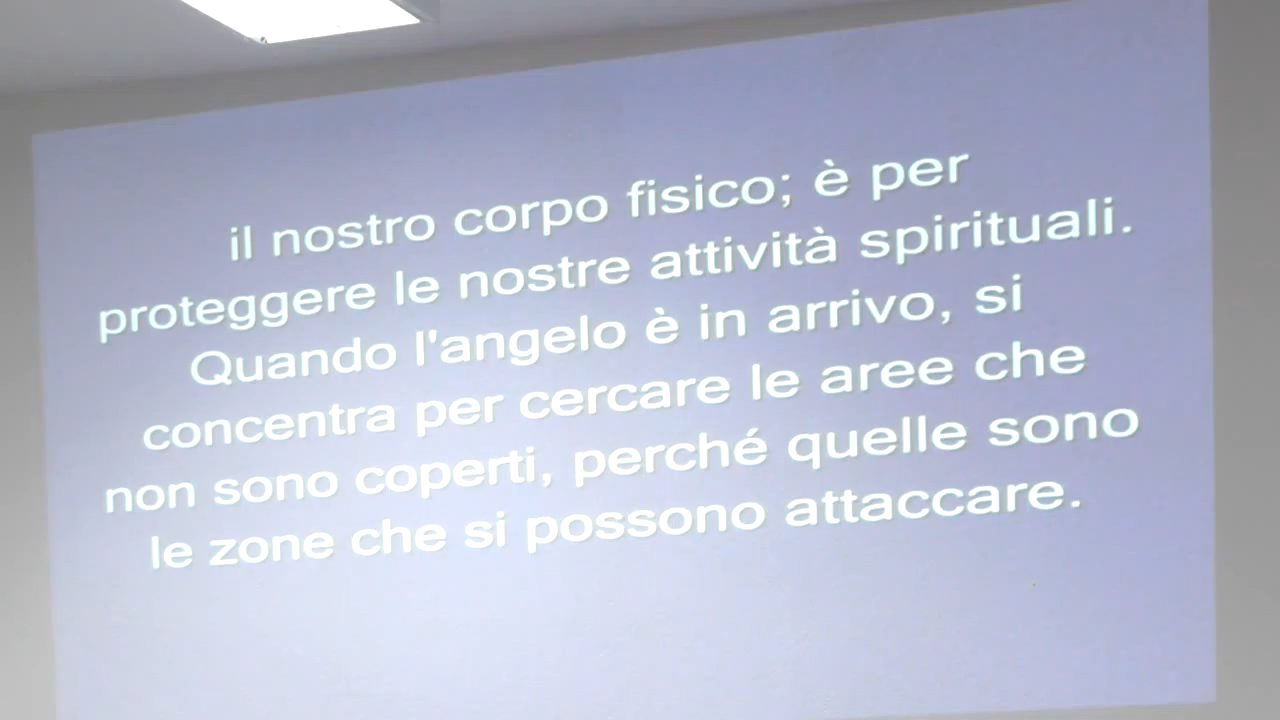 il nostro corpo fisico; è per
proteggere le nostre attività spirituali.
Quando l'angelo è in arrivo, si
concentra per cercare le aree che
non sono coperti, perché quelle sono
le zone che si possono attaccare.